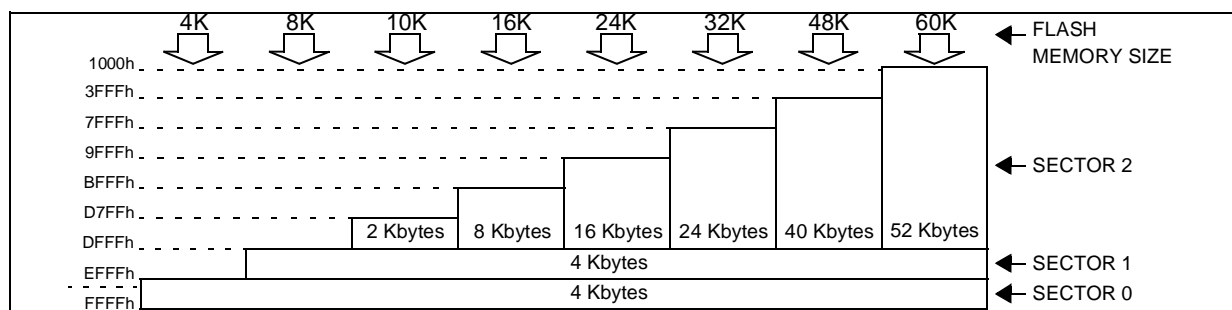 4K 8K 10K 16K 24K 32K 48K 60K FLASH
MEMORY SIZE
1000h
3FFFh
7FFFh
9FFFh
SECTOR 2
BFFFh
D7FFh
2 Kbytes 8 Kbytes 16 Kbytes 24 Kbytes 40 Kbytes 52 Kbytes
DFFFh
4 Kbytes SECTOR 1
EFFFh
4 Kbytes SECTOR 0
FFFFh